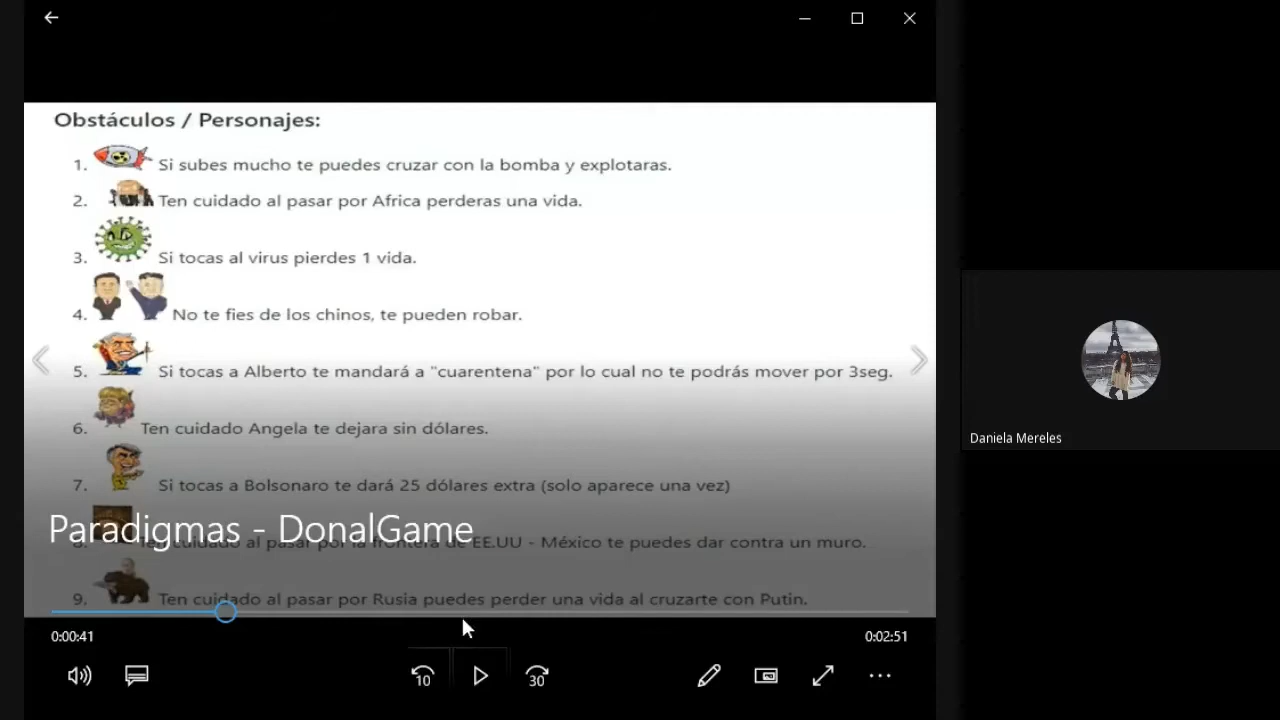 Obstáculos / Personajes:
1. Si subes mucho te puedes cruzar con la bomba y explotaras.
2. Ten cuidado al pasar por Africa perderas una vida.
3. Si tocas al virus pierdes 1 vida.
4. No te fies de los chinos, te pueden robar.
5. Si tocas a Alberto te mandará a "cuarentena" por lo cual no te podrás mover por 3seg.
6. Ten cuidado Angela te dejara sin dólares.
7. Si tocas a Bolsonaro te dará 25 dólares extra (solo aparece una vez)
Paradigmas - DonalGame
8. Ten cuidado al pasar por la frontera de EE.UU - México te puedes dar contra un muro.
9. Ten cuidado al pasar por Rusia puedes perder una vida al cruzarte con Putin.
0:00:41
0:02:51
10
30
Daniela Mereles